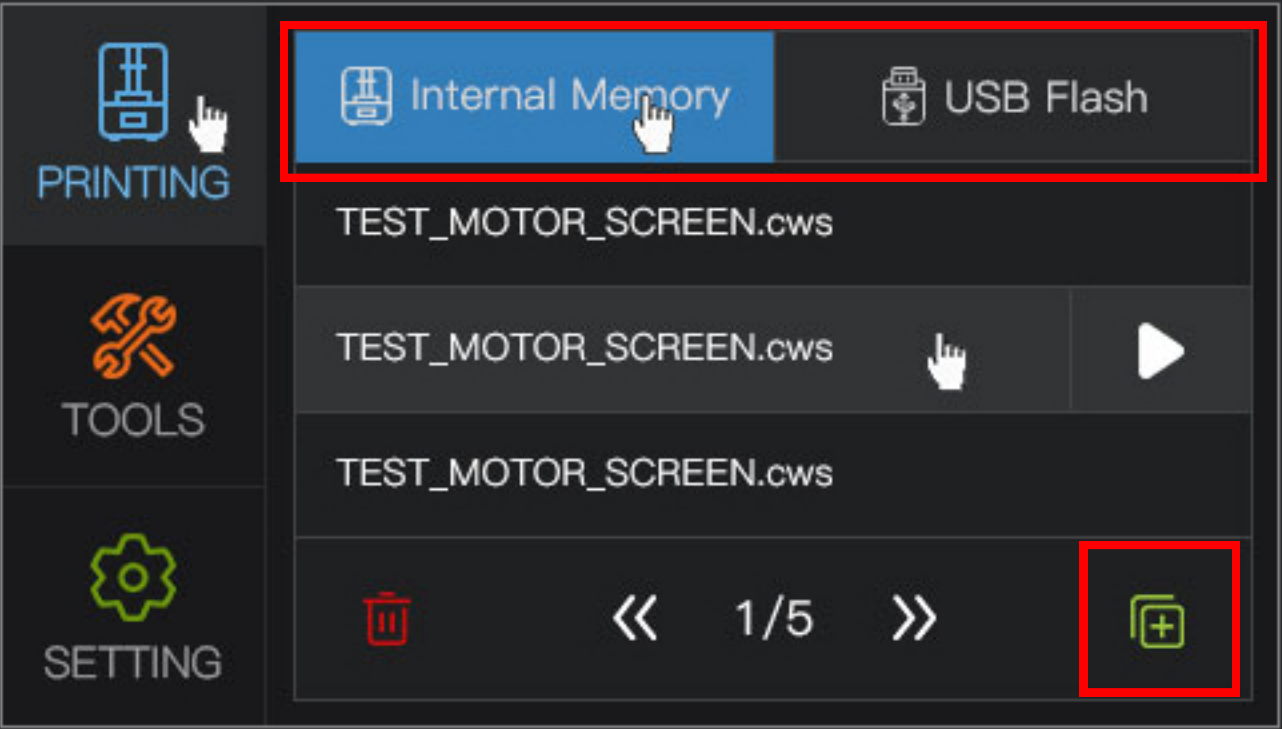 Internal Memory
USB Flash
PRINTING
TEST_MOTOR_SCREEN.cws
TEST_MOTOR_SCREEN.cws
TOOLS
TEST_MOTOR_SCREEN.cws
1/5
SETTING